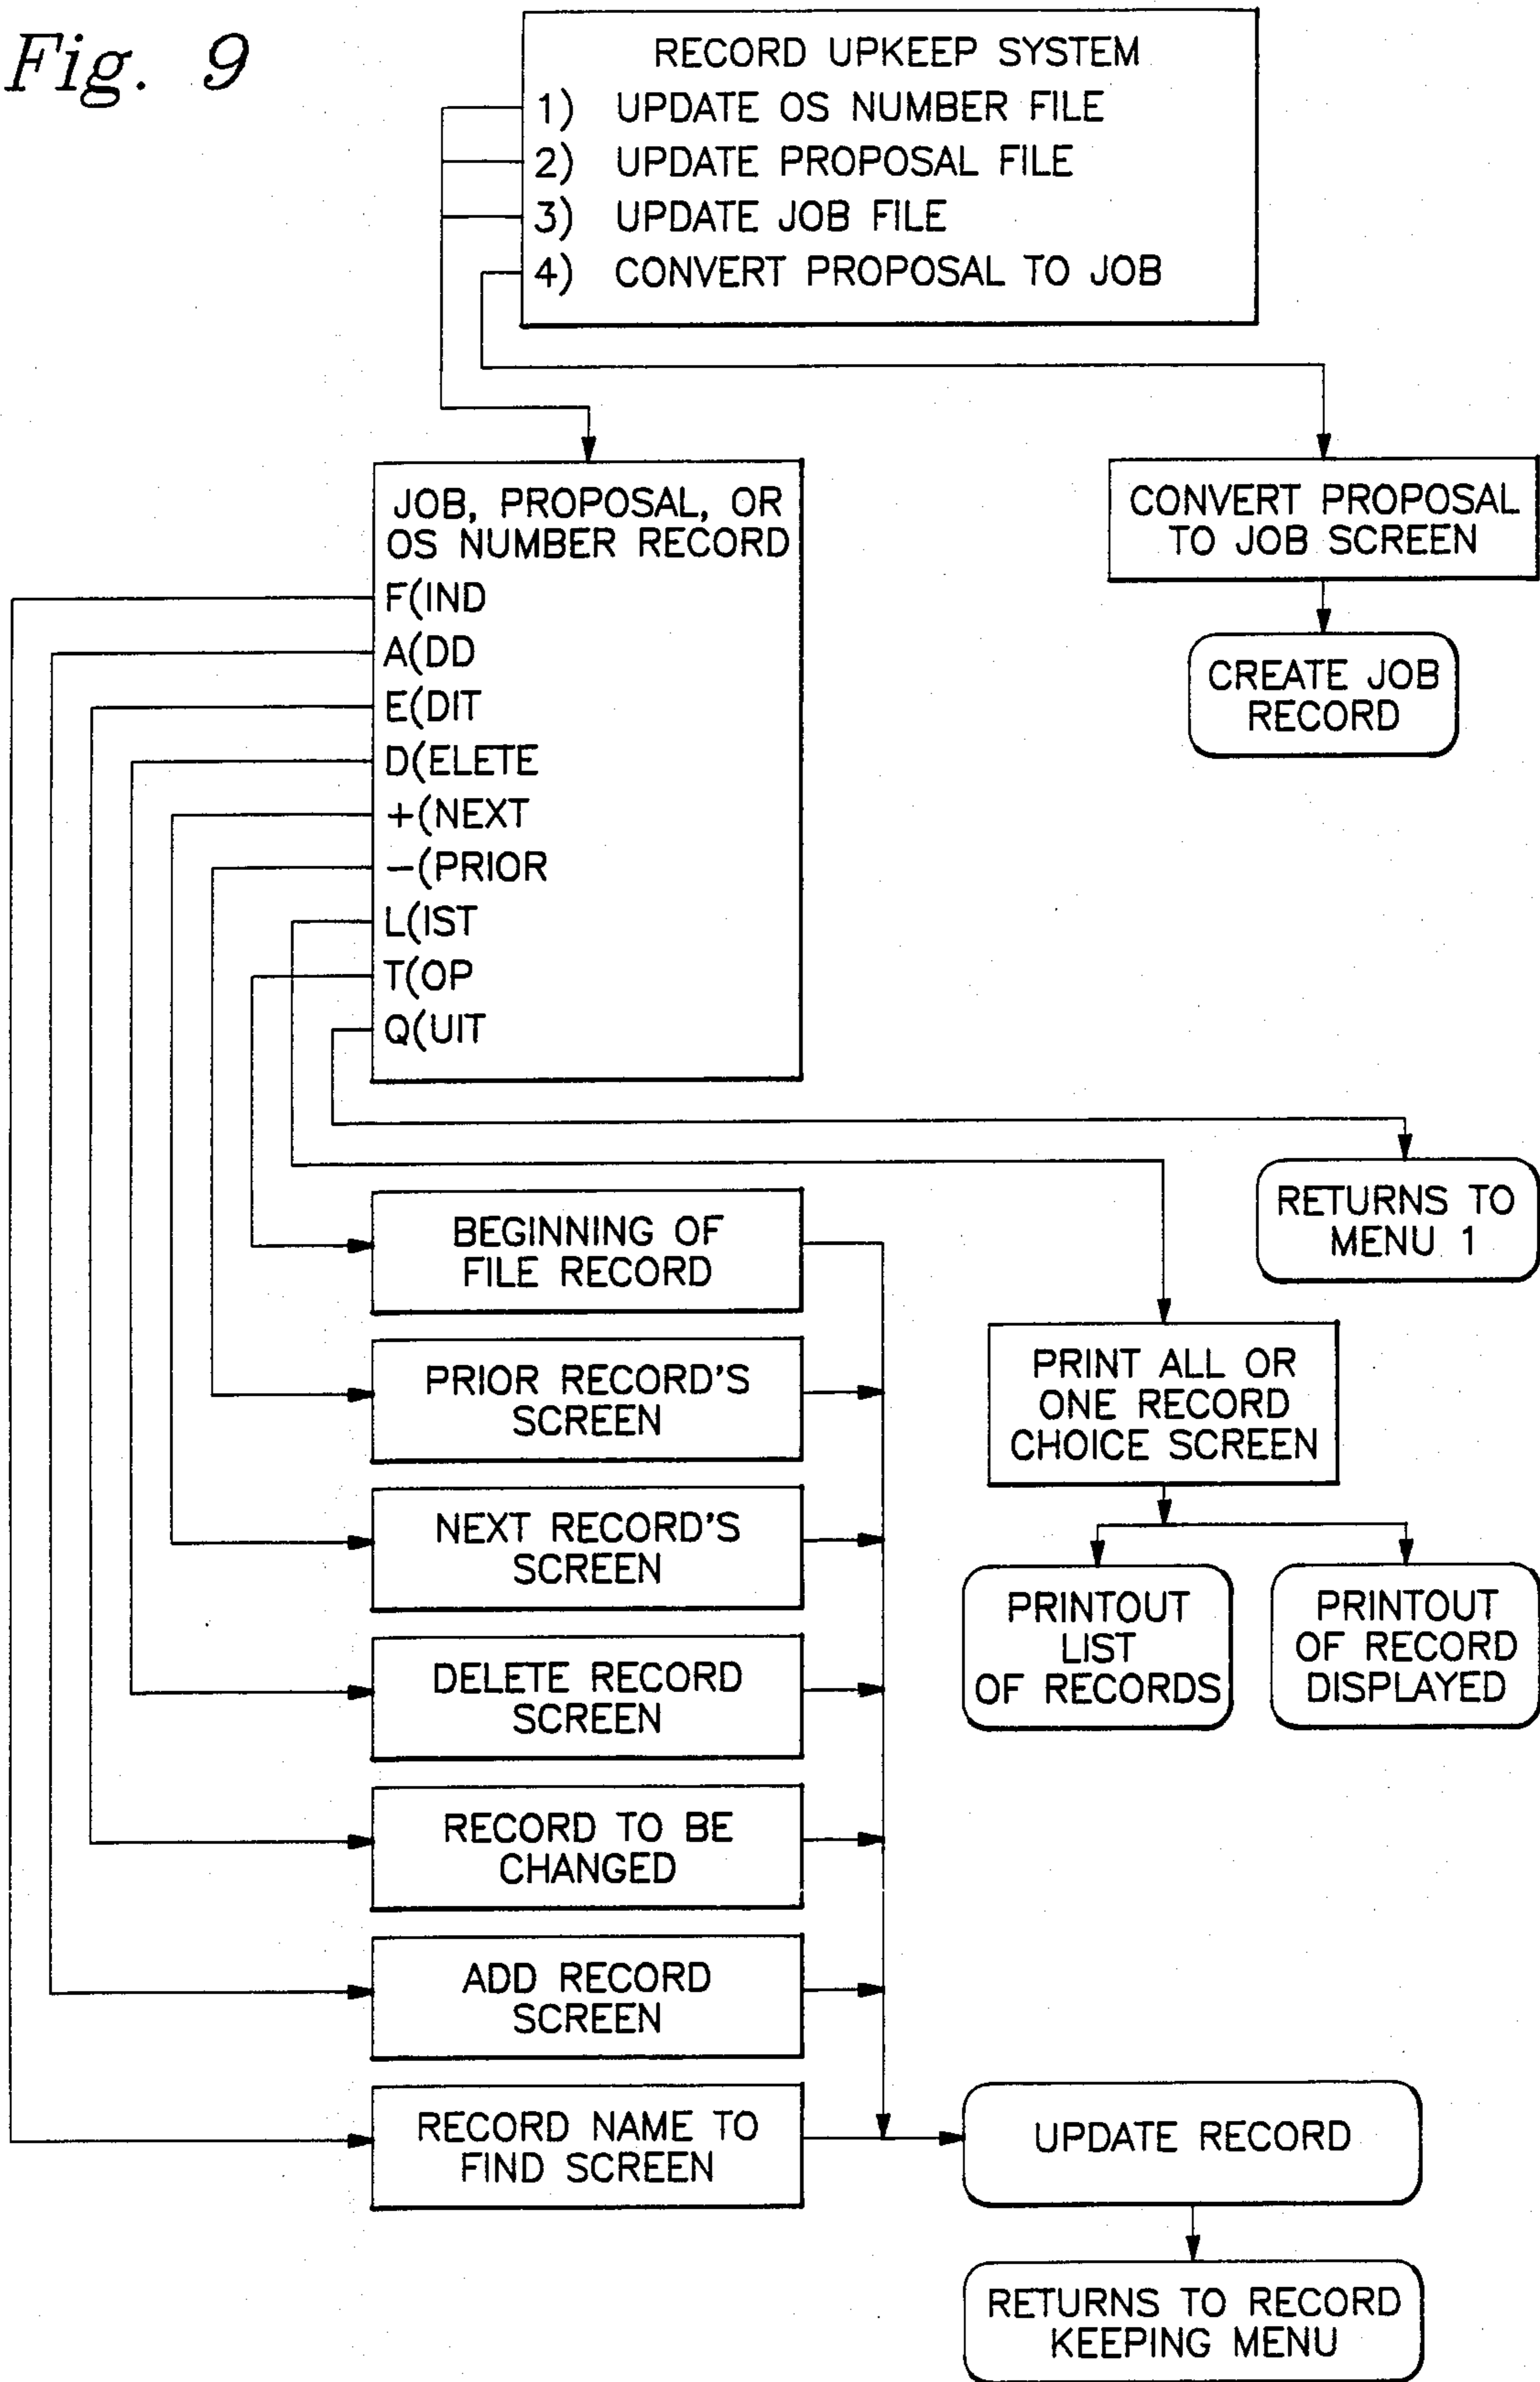 Fig. 9
RECORD UPKEEP SYSTEM
1) UPDATE OS NUMBER FILE
2) UPDATE PROPOSAL FILE
3) UPDATE JOB FILE
4) CONVERT PROPOSAL TO JOB
JOB, PROPOSAL, OR
OS NUMBER RECORD
F(IND
A(DD
E(DIT
D(ELETE
+(NEXT
−(PRIOR
L(IST
T(OP
Q(UIT
CONVERT PROPOSAL
TO JOB SCREEN
CREATE JOB
RECORD
RETURNS TO
MENU 1
BEGINNING OF
FILE RECORD
PRIOR RECORD'S
SCREEN
NEXT RECORD'S
SCREEN
DELETE RECORD
SCREEN
RECORD TO BE
CHANGED
ADD RECORD
SCREEN
RECORD NAME TO
FIND SCREEN
PRINT ALL OR
ONE RECORD
CHOICE SCREEN
PRINTOUT
LIST
OF RECORDS
PRINTOUT
OF RECORD
DISPLAYED
UPDATE RECORD
RETURNS TO RECORD
KEEPING MENU